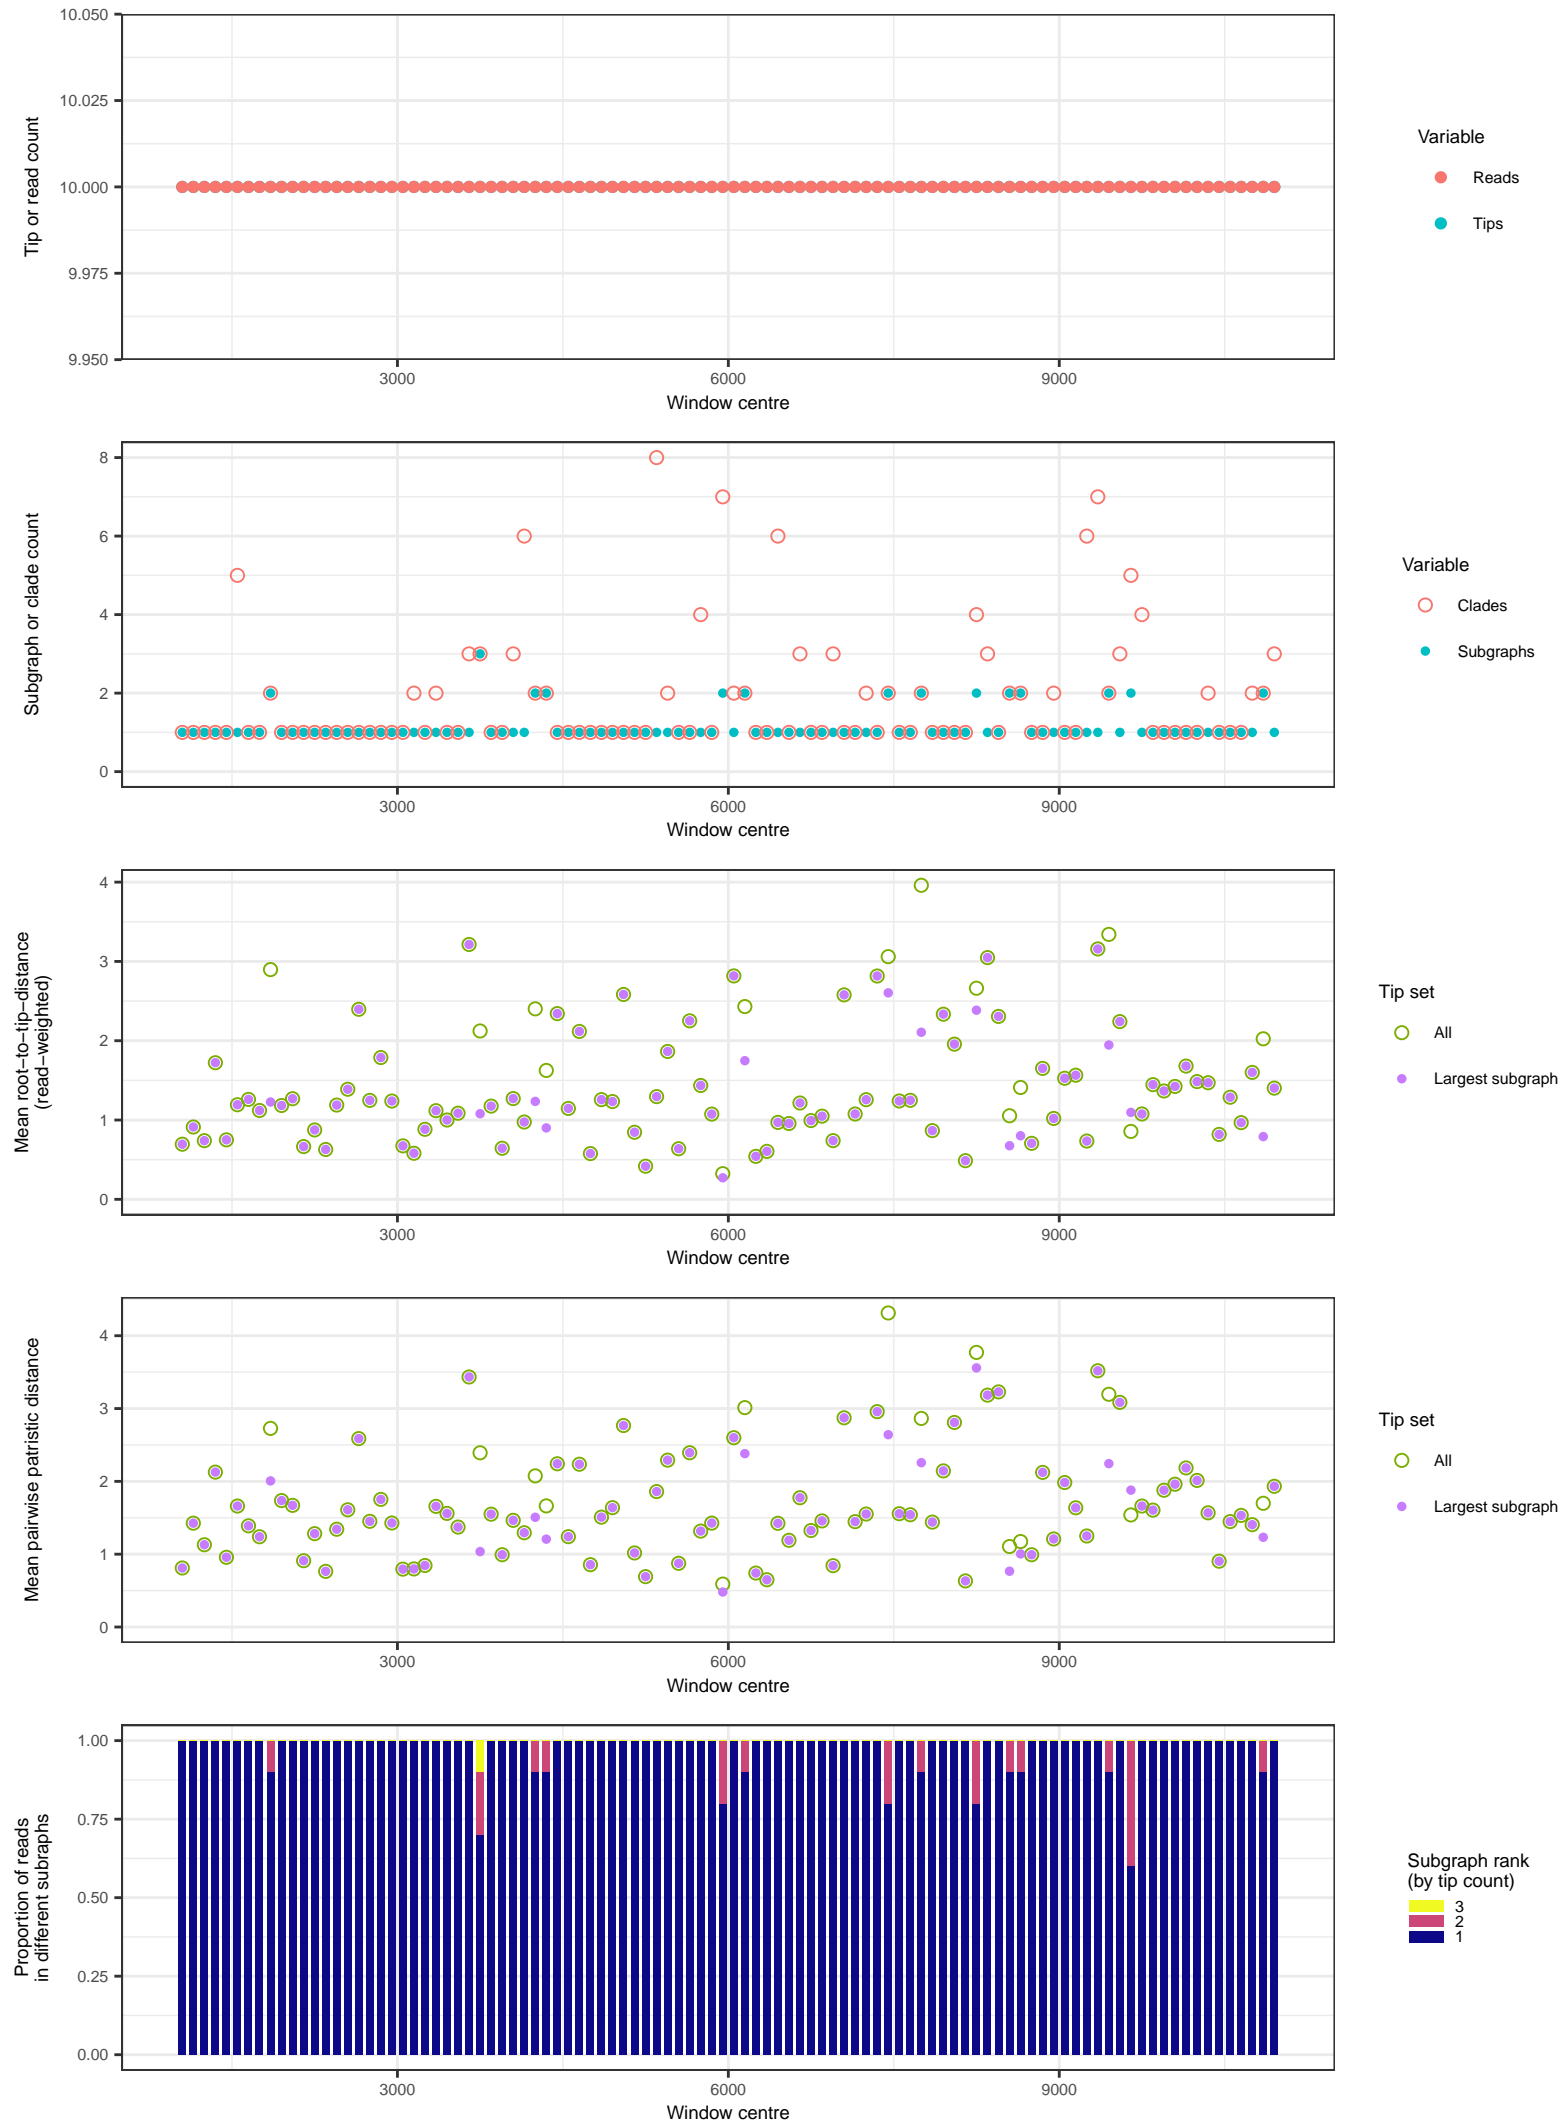 10.050
10.025
10.000
9.975
9.950
Tip or read count
3000
6000
9000
Window centre
Variable
Reads
Tips
8
6
4
2
0
Subgraph or clade count
3000
6000
9000
Window centre
Variable
Clades
Subgraphs
4
3
2
1
0
Mean root−to−tip−distance
(read−weighted)
3000
6000
9000
Window centre
Tip set
All
Largest subgraph
4
3
2
1
0
Mean pairwise patristic distance
3000
6000
9000
Window centre
Tip set
All
Largest subgraph
1.00
0.75
0.50
0.25
0.00
Proportion of reads
in different subraphs
3000
6000
9000
Window centre
Subgraph rank
(by tip count)
3
2
1